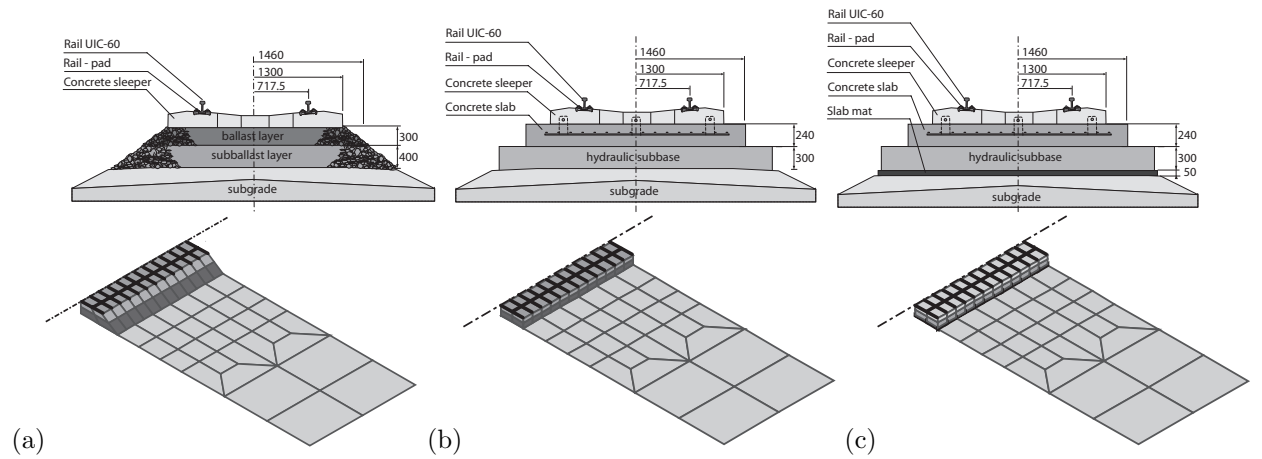 Rail UIC-60
Rail - pad
Concrete sleeper
1460
1300
717.5
ballast layer
300
subballast layer
400
subgrade
Rail UIC-60
Rail - pad
Concrete sleeper
Concrete slab
1460
1300
717.5
240
hydraulic subbase
300
subgrade
Rail UIC-60
Rail - pad
Concrete sleeper
Concrete slab
Slab mat
1460
1300
717.5
240
hydraulic subbase
300
50
subgrade
(a)
(b)
(c)